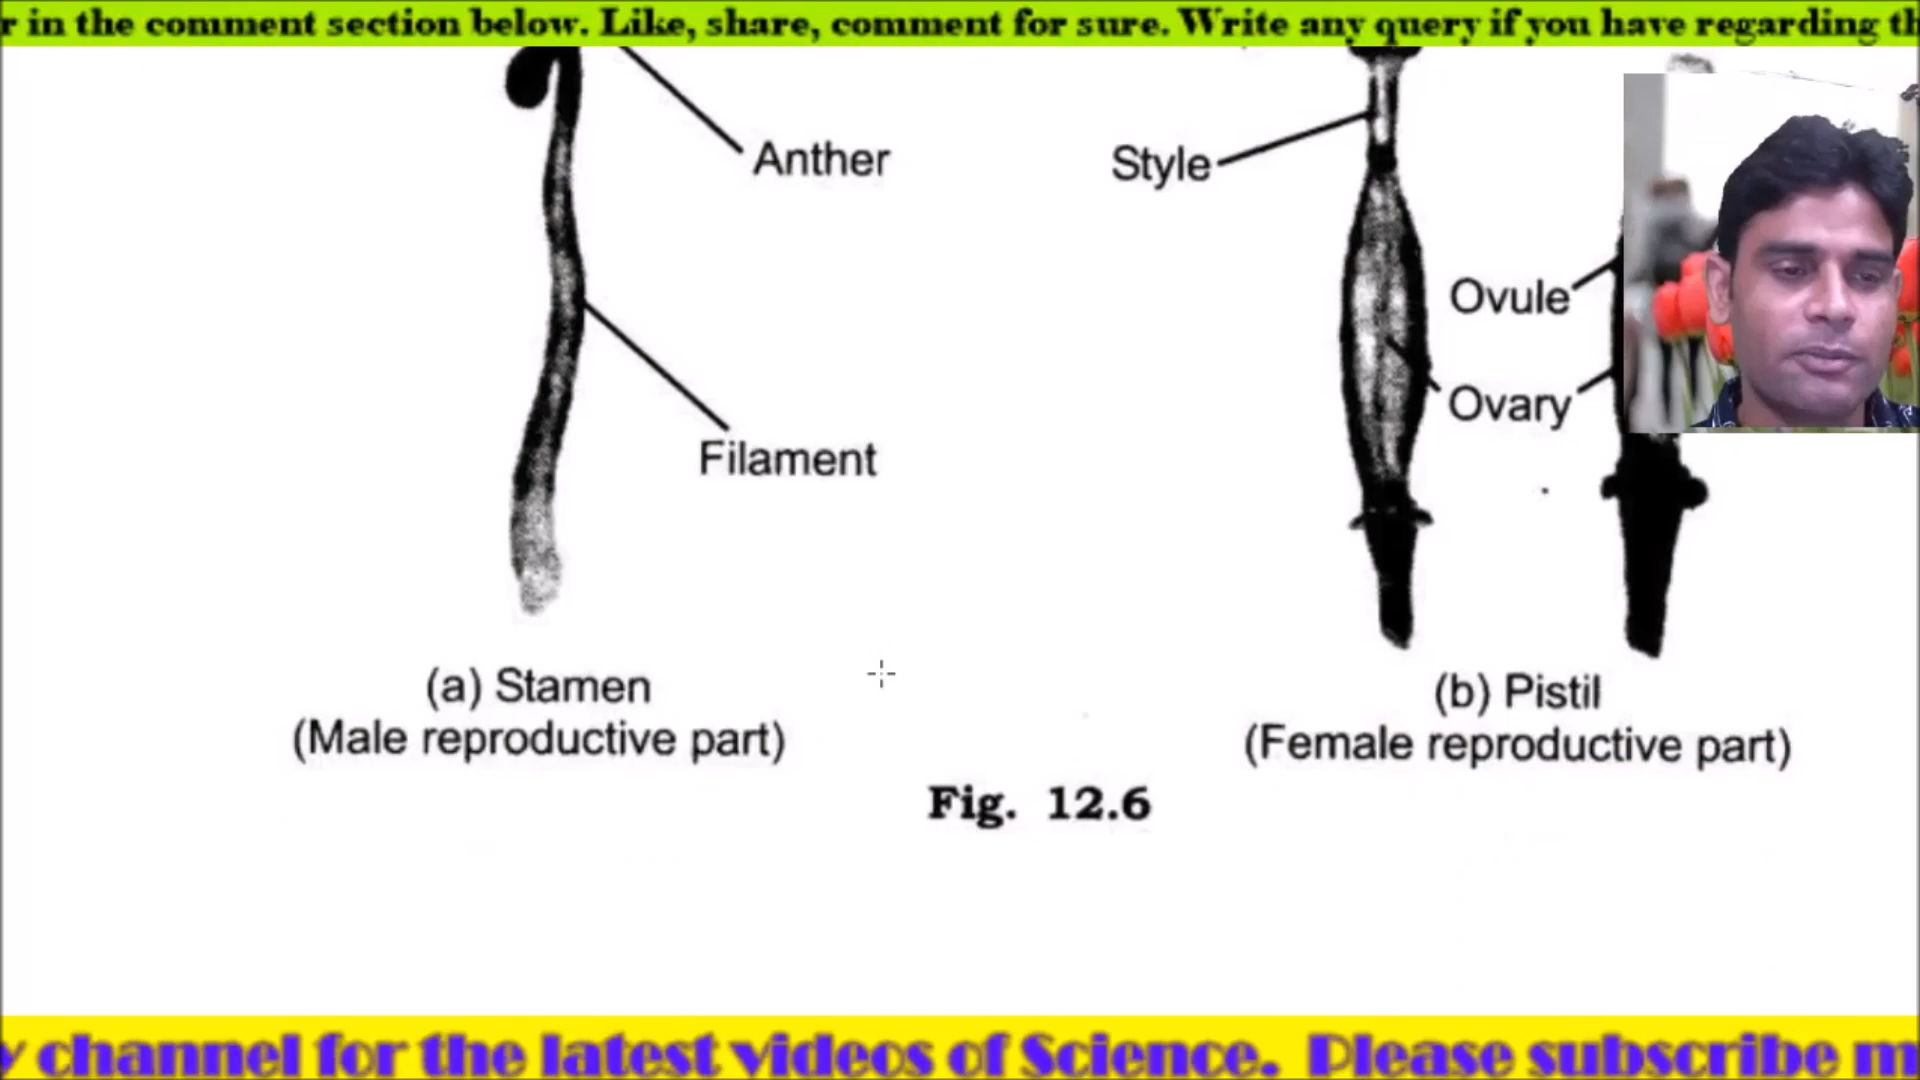 r in the comment section below. Like, share, comment for sure. Write any query if you have regarding th
Anther
Style
Ovule
Ovary
Filament
(a) Stamen
(Male reproductive part)
(b) Pistil
(Female reproductive part)
Fig. 12.6
y channel for the latest videos of Science. Please subscribe m